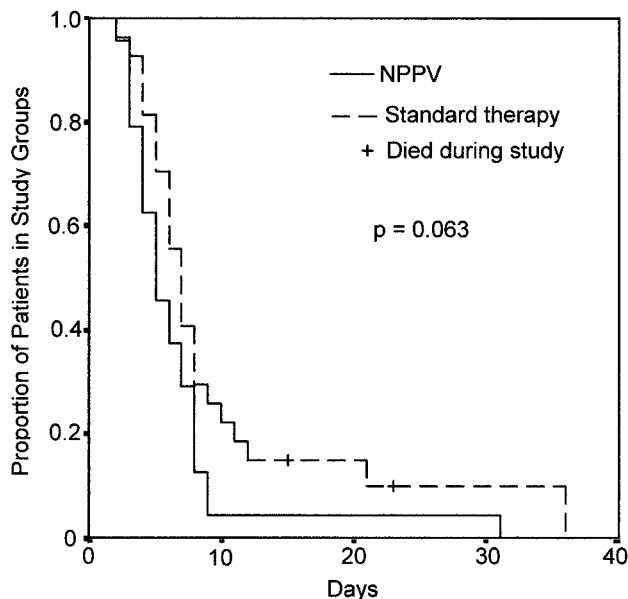 Proportion of Patients in Study Groups
1.0
0.8
0.6
0.4
0.2
0
NPPV
Standard therapy
+ Died during study
p = 0.063
0 10 20 30 40
Days